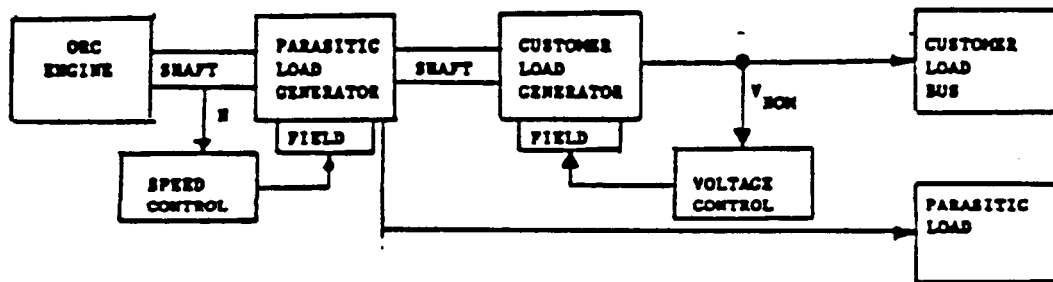 ORC
ENGINE
SHAFT
N
PARASITIC
LOAD
GENERATOR
FIELD
SPEED
CONTROL
SHAFT
CUSTOMER
LOAD
GENERATOR
FIELD
V NOM
VOLTAGE
CONTROL
CUSTOMER
LOAD
BUS
PARASITIC
LOAD